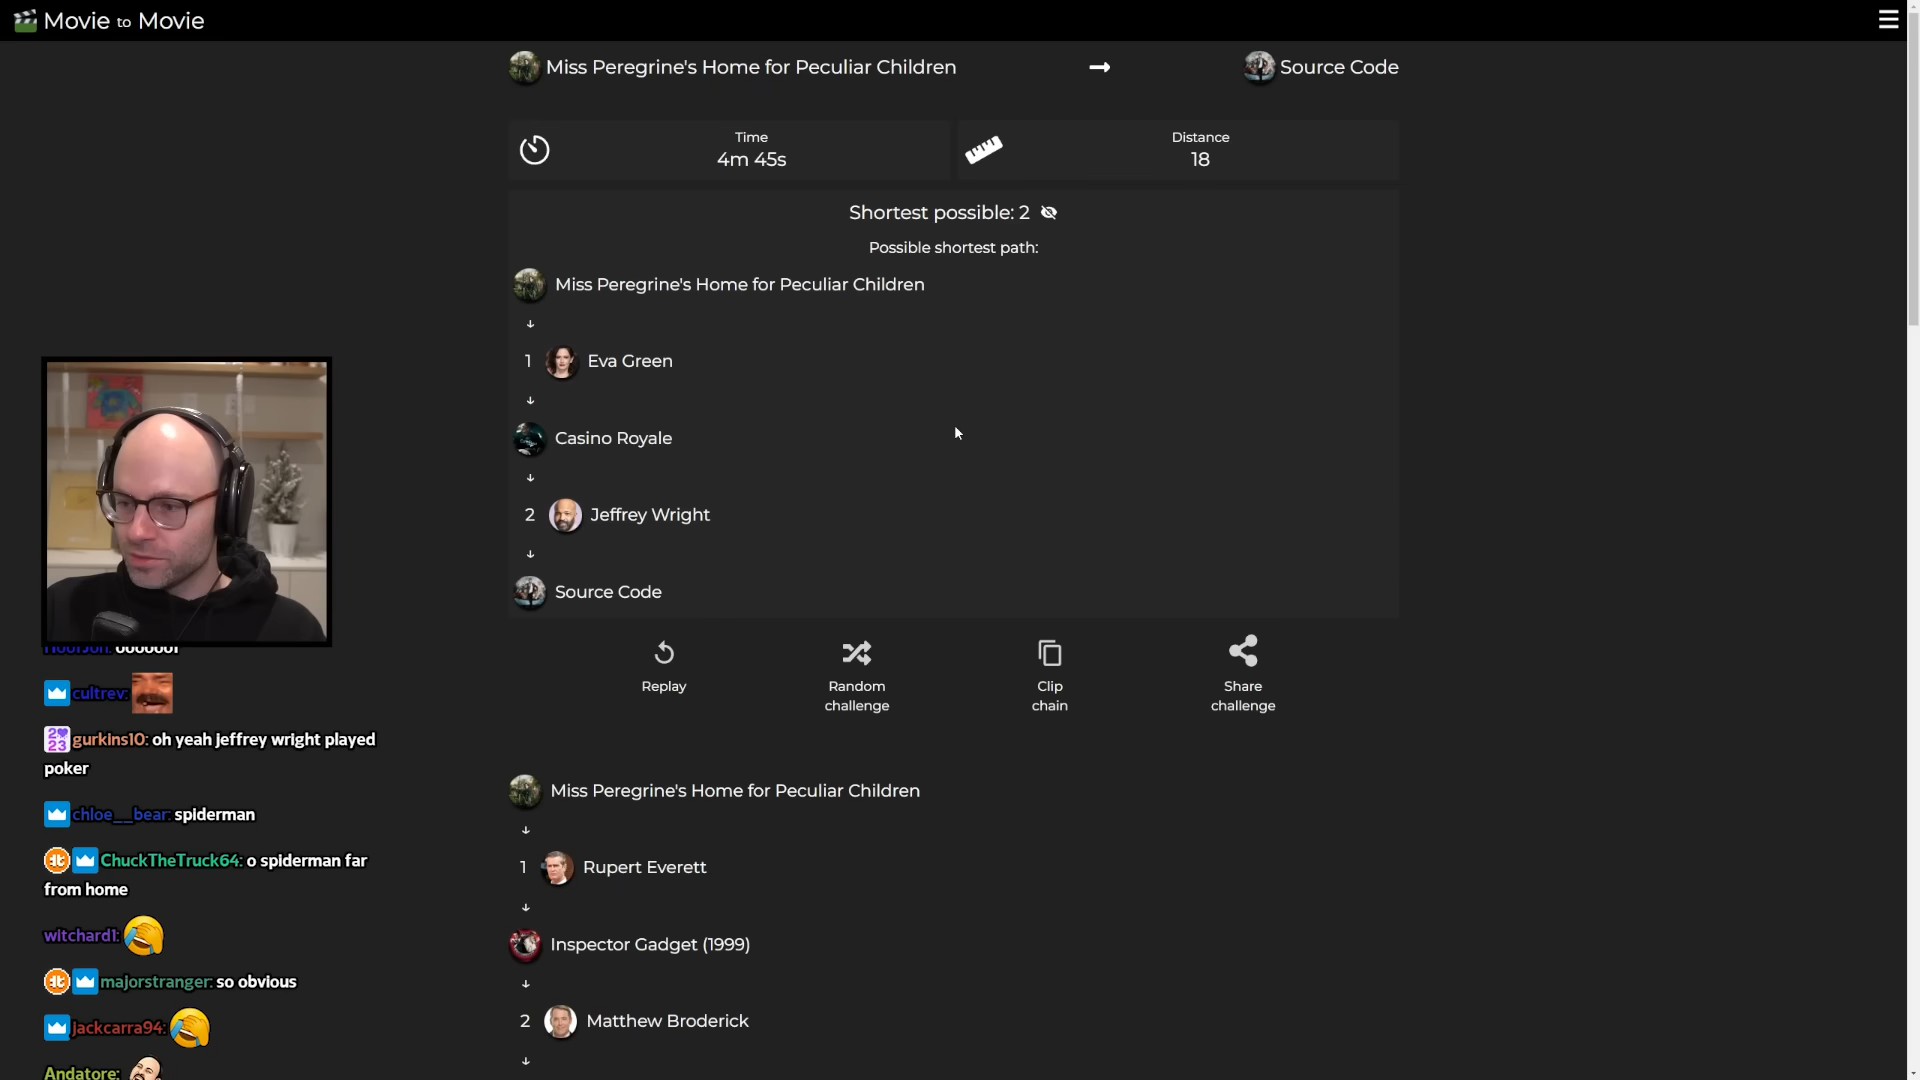 Movie to Movie
Miss Peregrine's Home for Peculiar Children
Source Code
Time
4m 45s
Distance
18
Shortest possible: 2
Possible shortest path:
Miss Peregrine's Home for Peculiar Children
1 Eva Green
Casino Royale
2 Jeffrey Wright
Source Code
Replay
Random
challenge
Clip
chain
Share
challenge
Miss Peregrine's Home for Peculiar Children
1 Rupert Everett
Inspector Gadget (1999)
2 Matthew Broderick
cultrev:
gurkins10: oh yeah jeffrey wright played
poker
chloe__bear: spiderman
ChuckTheTruck64: o spiderman far
from home
witchard1:
majorstranger: so obvious
jackcarra94:
Andatore: